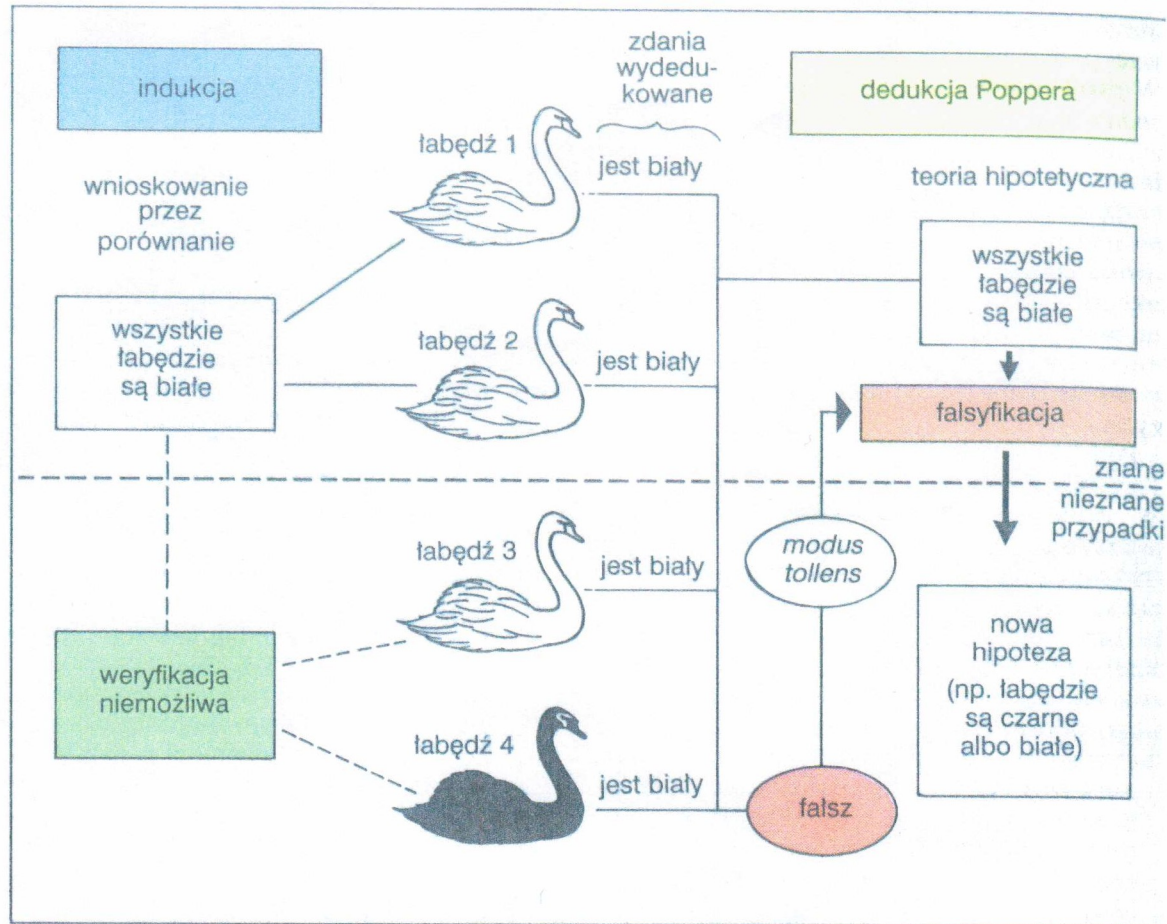 indukcja
wnioskowanie
przez
porównanie
wszystkie
łabędzie
są białe
weryfikacja
niemożliwa
łabędź 1
łabędź 2
łabędź 3
łabędź 4
zdania
wydedu-
kowane
jest biały
jest biały
jest biały
jest biały
dedukcja Poppera
teoria hipotetyczna
wszystkie
łabędzie
są białe
falsyfikacja
znane
nieznane
przypadki
modus
tollens
fałsz
nowa
hipoteza
(np. łabędzie
są czarne
albo białe)